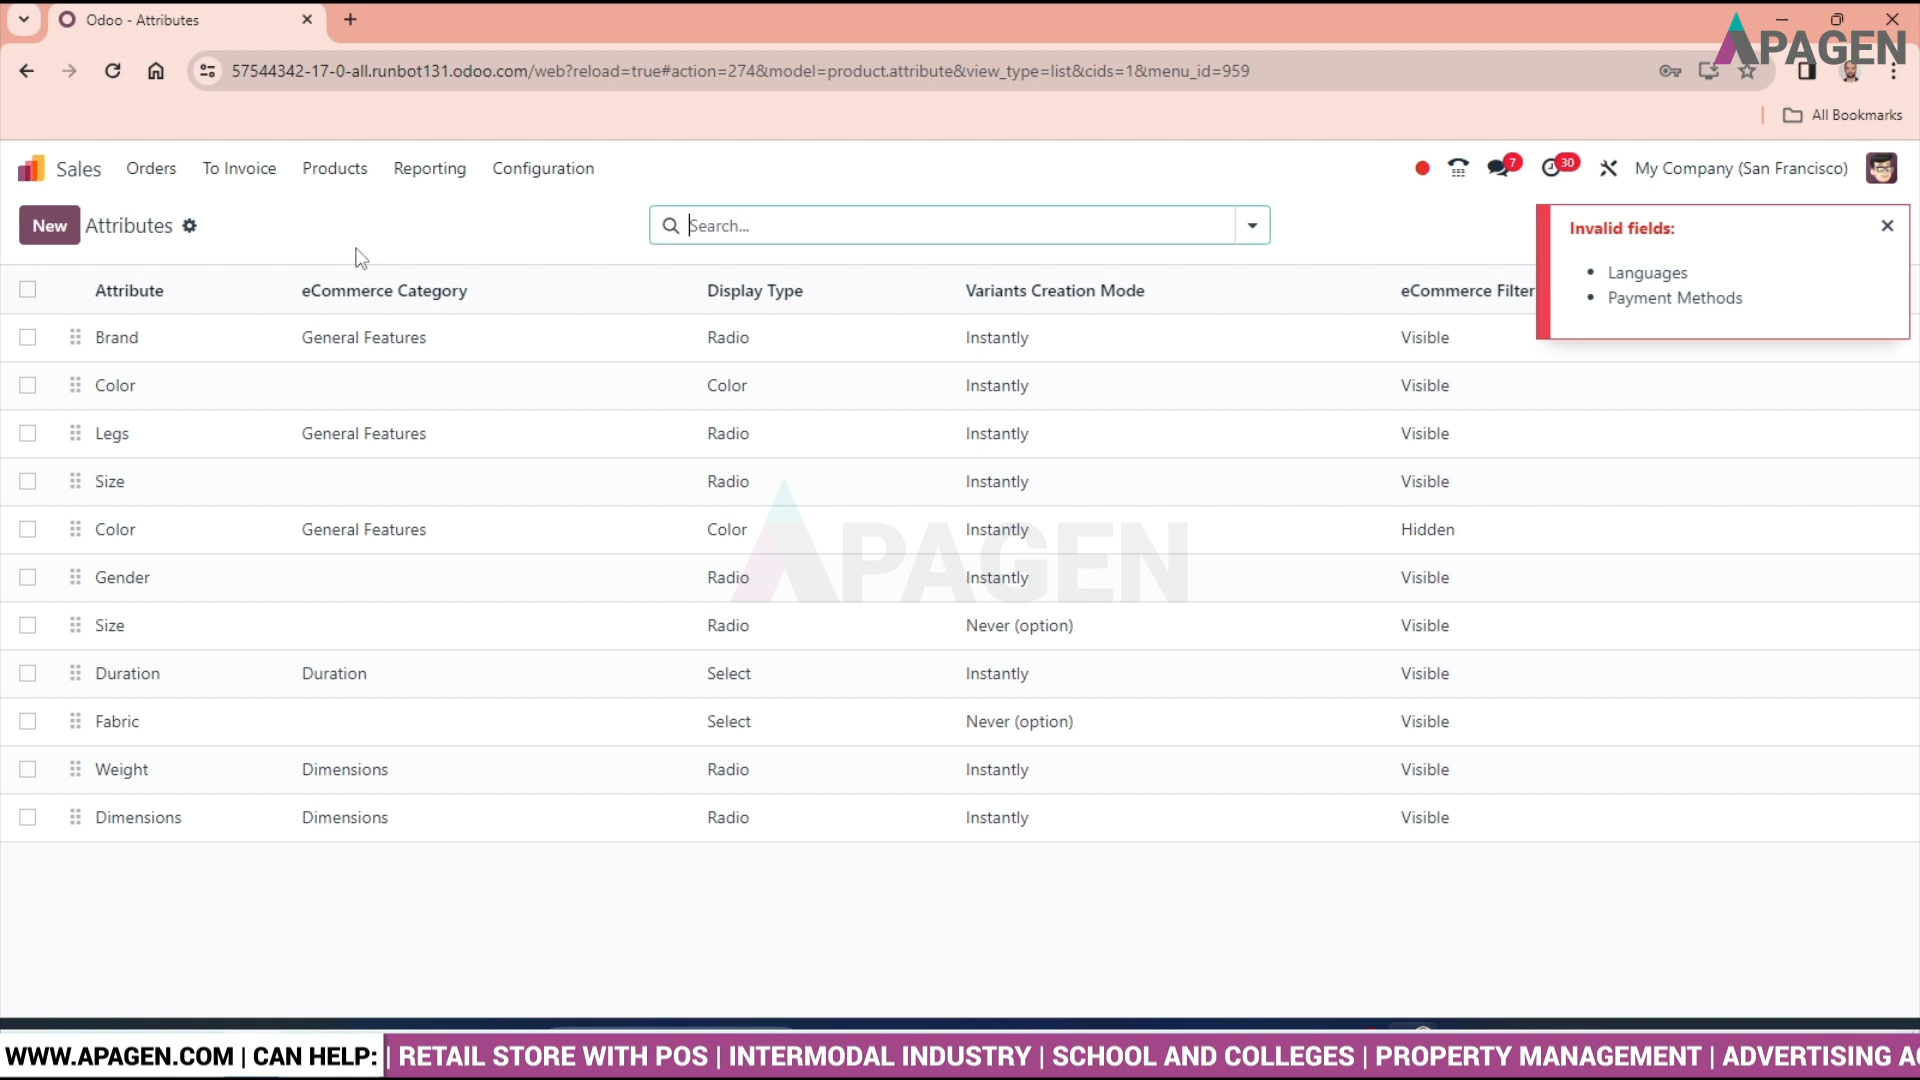 Odoo - Attributes
APAGEN
57544342-17-0-all.runbot131.odoo.com/web?reload=true#action=274&model=product.attribute&view_type=list&cids=1&menu_id=959
All Bookmarks
Sales Orders To Invoice Products Reporting Configuration 7 30 My Company (San Francisco)
New Attributes Search...
Invalid fields:
Languages
Payment Methods
Attribute eCommerce Category Display Type Variants Creation Mode eCommerce Filter
Brand General Features Radio Instantly Visible
Color Color Instantly Visible
Legs General Features Radio Instantly Visible
Size Radio Instantly Visible
Color General Features Color Instantly Hidden
APAGEN
Gender Radio Instantly Visible
Size Radio Never (option) Visible
Duration Duration Select Instantly Visible
Fabric Select Never (option) Visible
Weight Dimensions Radio Instantly Visible
Dimensions Dimensions Radio Instantly Visible
WWW.APAGEN.COM | CAN HELP: | RETAIL STORE WITH POS | INTERMODAL INDUSTRY | SCHOOL AND COLLEGES | PROPERTY MANAGEMENT | ADVERTISING